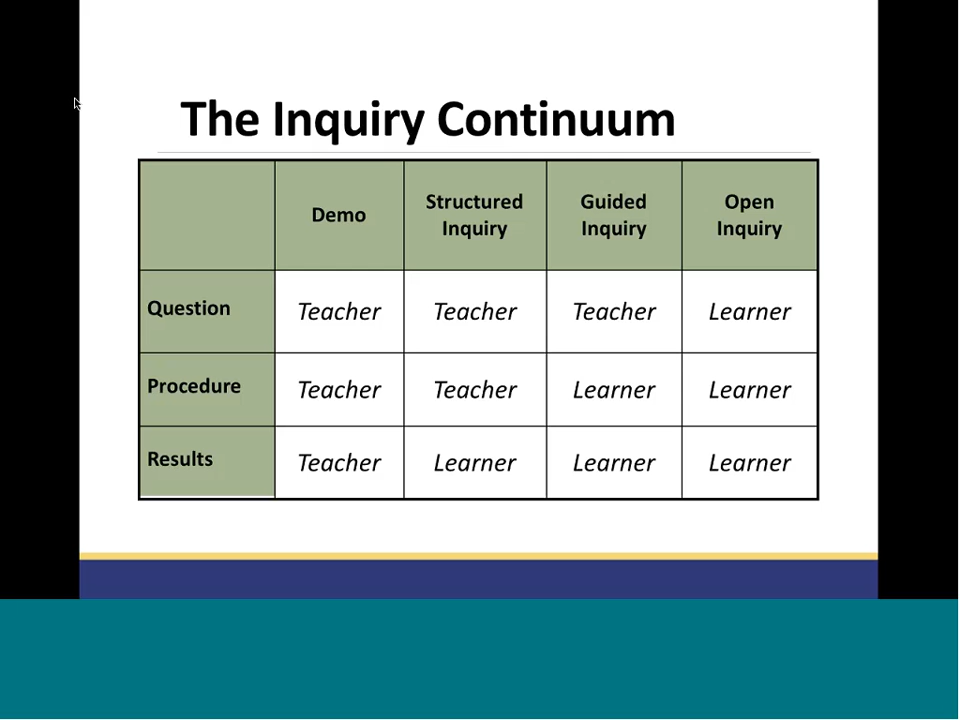 The Inquiry Continuum
Demo
Structured Inquiry
Guided Inquiry
Open Inquiry
Question Teacher Teacher Teacher Learner
Procedure Teacher Teacher Learner Learner
Results Teacher Learner Learner Learner